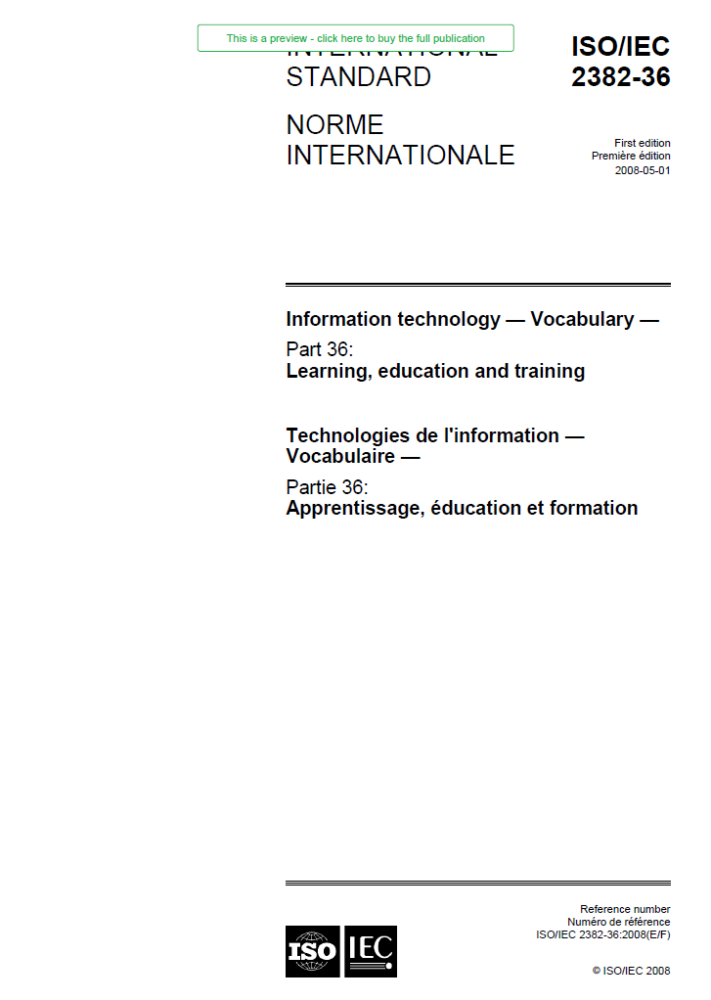 This is a preview - click here to buy the full publication
INTERNATIONAL
STANDARD
ISO/IEC
2382-36
NORME
INTERNATIONALE
First edition
Première édition
2008-05-01
Information technology — Vocabulary —
Part 36:
Learning, education and training
Technologies de l'information —
Vocabulaire —
Partie 36:
Apprentissage, éducation et formation
Reference number
Numéro de référence
ISO/IEC 2382-36:2008(E/F)
ISO IEC
© ISO/IEC 2008